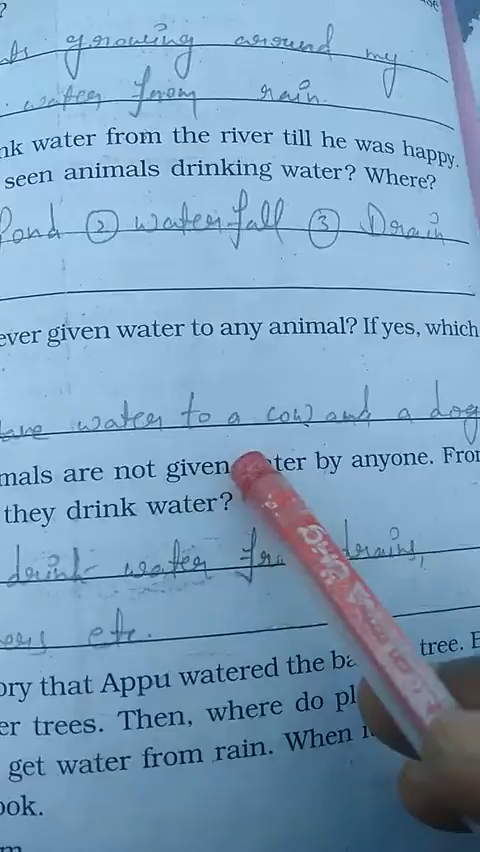 growing around my
water from rain.
nk water from the river till he was happy.
seen animals drinking water? Where?
Pond ② waterfall ③ Drain
ever given water to any animal? If yes, which
water to a cow and a dog
mals are not given water by anyone. From
they drink water?
drink water drains,
etc.
ory that Appu watered the ba tree. E
er trees. Then, where do pl
get water from rain. When
ook.